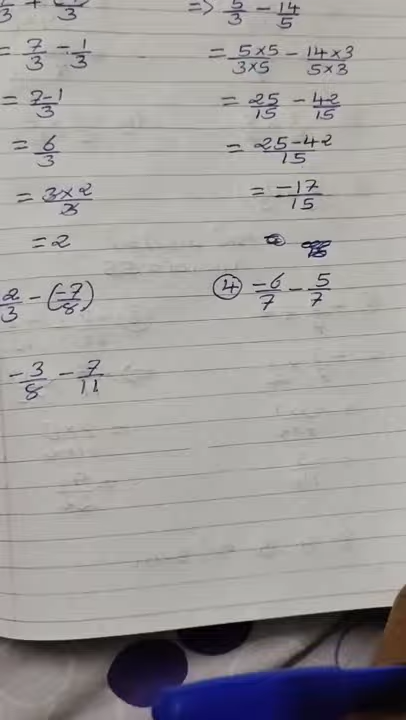 7/3 - 1/3
= 7-1/3
= 6/3
= 3×2/3
= 2
2/3 - (-7/8)
-3/8 - 7/11
=> 5/3 - 14/5
= 5×5/3×5 - 14×3/5×3
= 25/15 - 42/15
= 25-42/15
= -17/15
④ -6/7 - 5/7